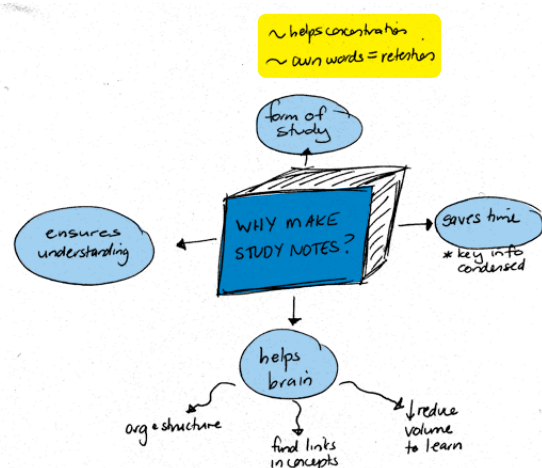 ~ helps concentration
~ own words = retention
form of
study
WHY MAKE
STUDY NOTES?
ensures
understanding
saves time
* key info
condensed
helps
brain
org + structure
find links
in concepts
↓ reduce
volume
to learn